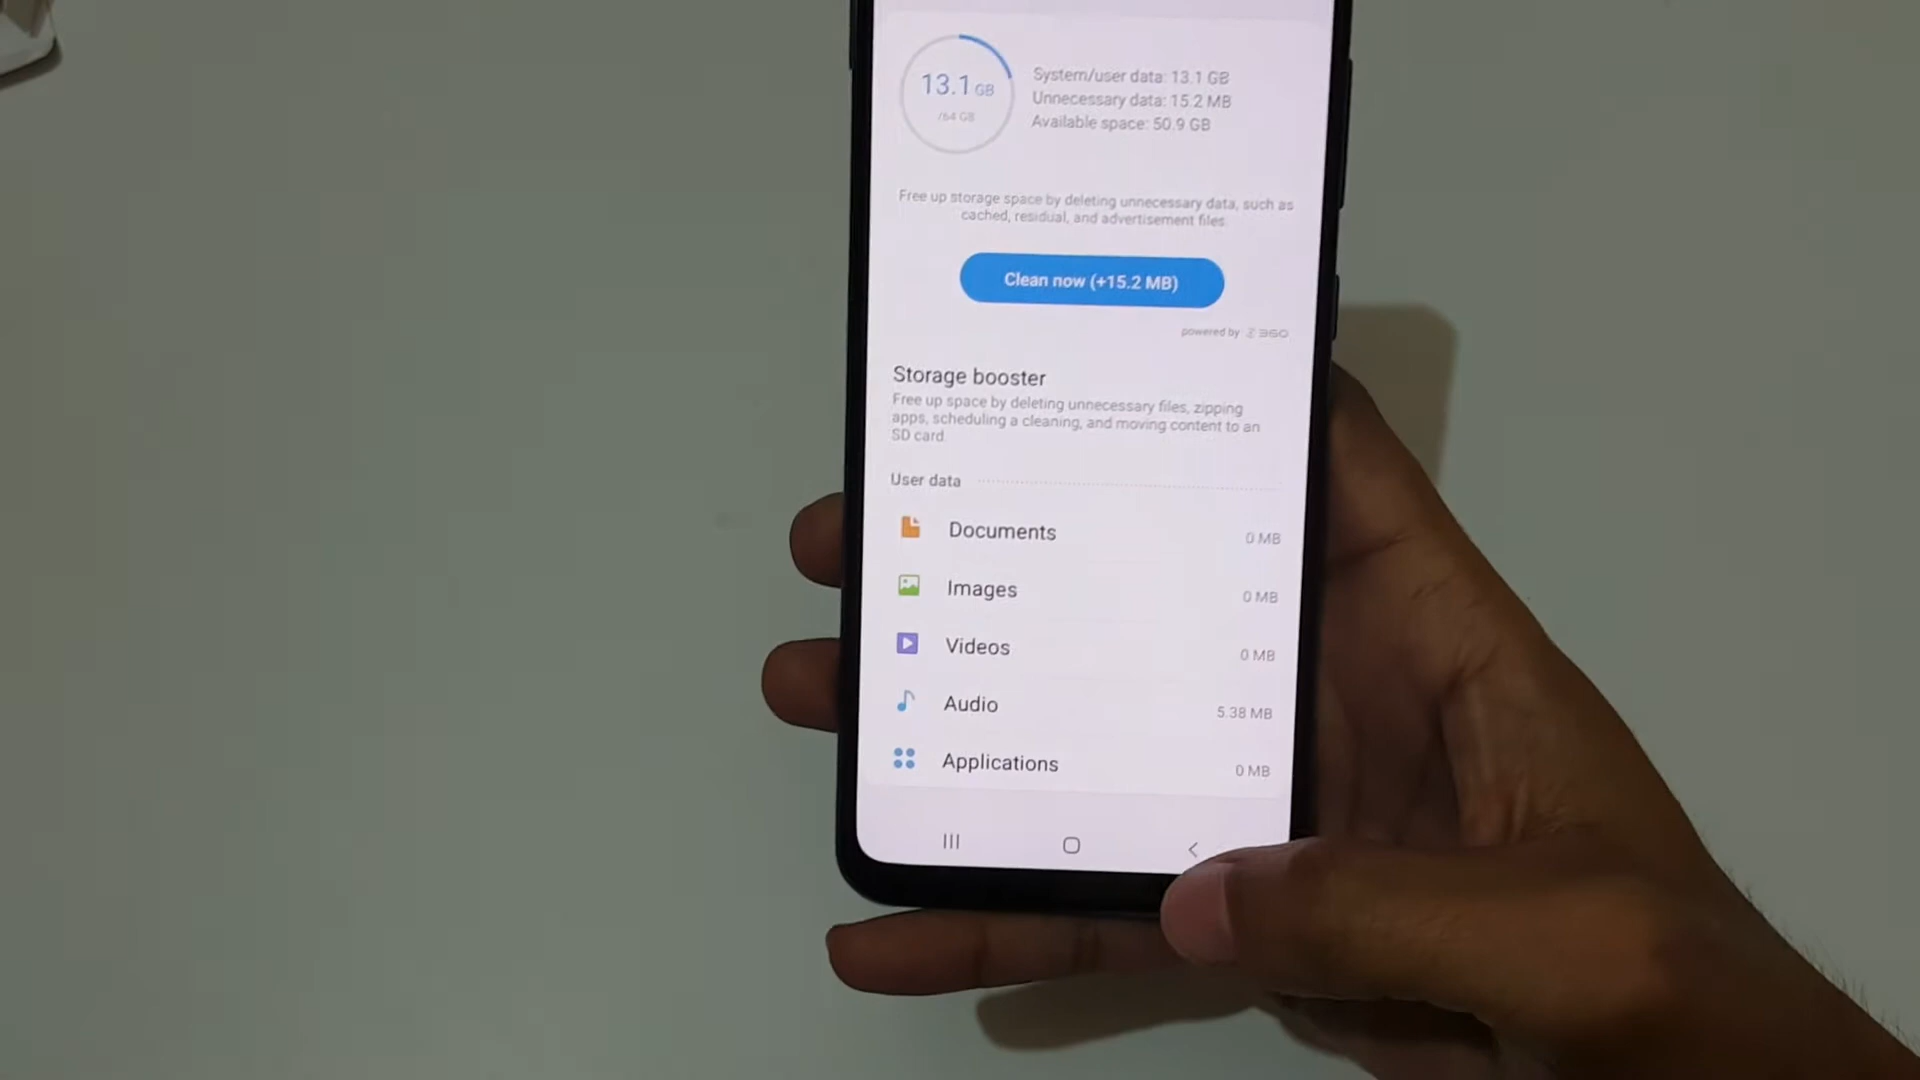 13.1 GB
/64 GB
System/user data: 13.1 GB
Unnecessary data: 15.2 MB
Available space: 50.9 GB
Free up storage space by deleting unnecessary data, such as
cached, residual, and advertisement files.
Clean now (+15.2 MB)
powered by 360
Storage booster
Free up space by deleting unnecessary files, zipping
apps, scheduling a cleaning, and moving content to an
SD card.
User data
Documents 0 MB
Images 0 MB
Videos 0 MB
Audio 5.38 MB
Applications 0 MB